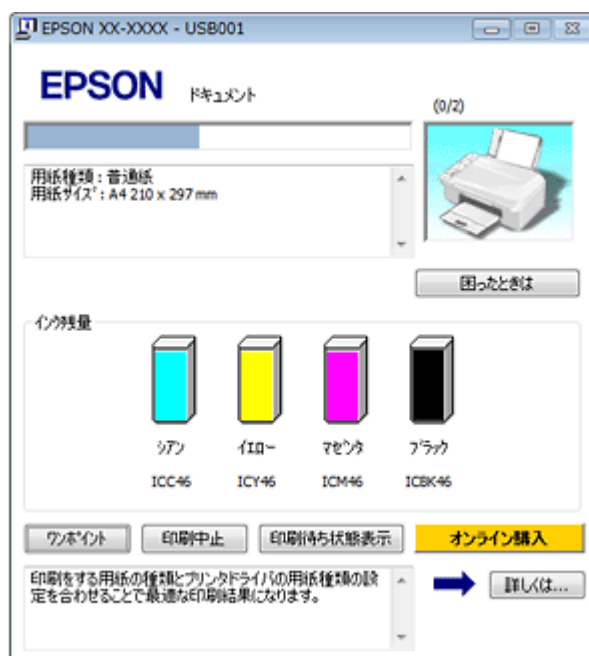 EPSON XX-XXXX - USB001
EPSON
ドキュメント
(0/2)
用紙種類 : 普通紙
用紙サイズ : A4 210 x 297 mm
困ったときは
インク残量
シアン
イエロー
マゼンタ
ブラック
ICC46
ICY46
ICM46
ICBK46
ワンポイント
印刷中止
印刷待ち状態表示
オンライン購入
印刷をする用紙の種類とプリンタドライバの用紙種類の設
定を合わせることで最適な印刷結果になります。
詳しくは...